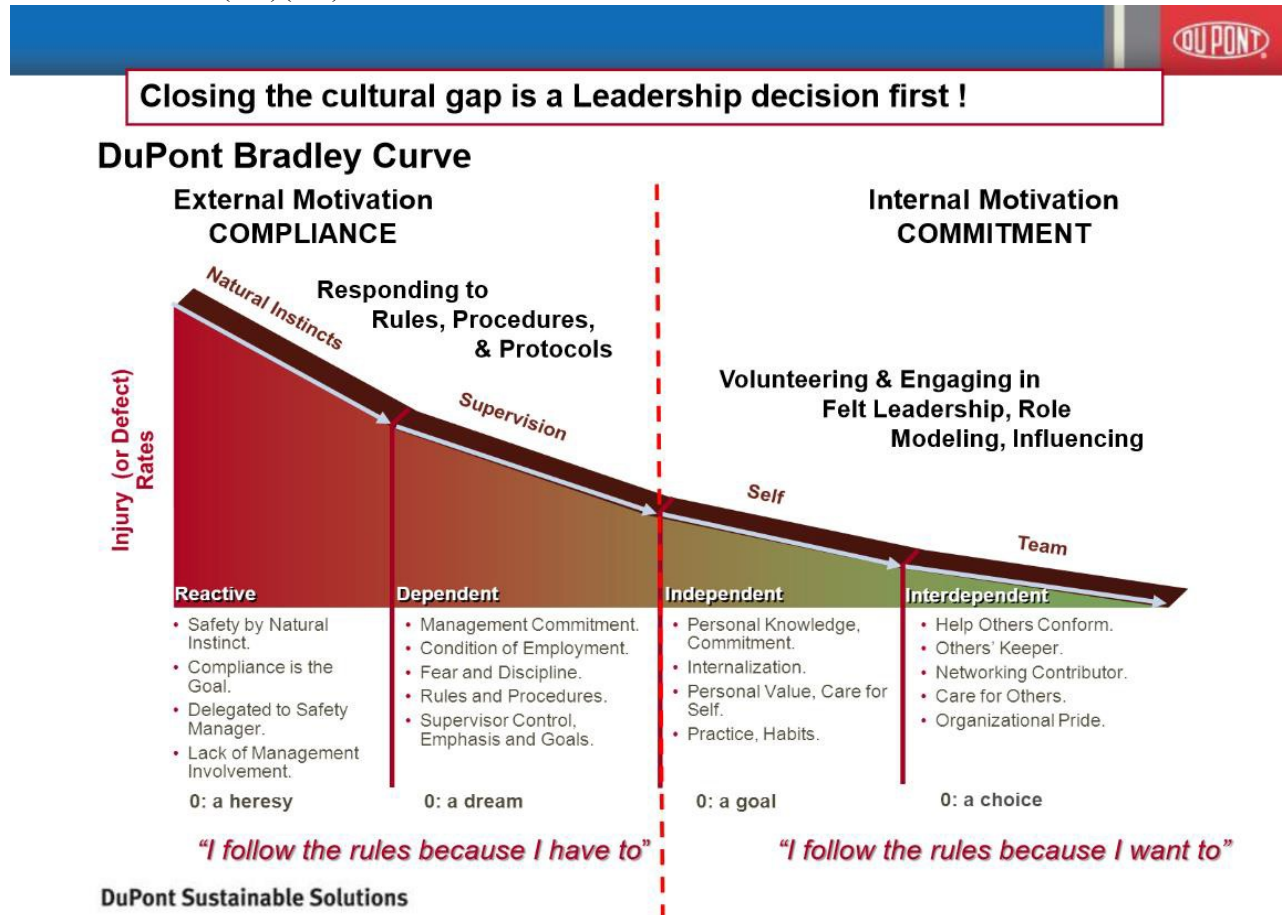 DUPONT
Closing the cultural gap is a Leadership decision first !
DuPont Bradley Curve
External Motivation
COMPLIANCE
Internal Motivation
COMMITMENT
Natural Instincts
Responding to
Rules, Procedures,
& Protocols
Supervision
Volunteering & Engaging in
Felt Leadership, Role
Modeling, Influencing
Self
Team
Injury (or Defect)
Rates
Reactive
• Safety by Natural
Instinct.
• Compliance is the
Goal.
• Delegated to Safety
Manager.
• Lack of Management
Involvement.
0: a heresy
Dependent
• Management Commitment.
• Condition of Employment.
• Fear and Discipline.
• Rules and Procedures.
• Supervisor Control,
Emphasis and Goals.
0: a dream
Independent
• Personal Knowledge,
Commitment.
• Internalization.
• Personal Value, Care for
Self.
• Practice, Habits.
0: a goal
Interdependent
• Help Others Conform.
• Others' Keeper.
• Networking Contributor.
• Care for Others.
• Organizational Pride.
0: a choice
“I follow the rules because I have to”
“I follow the rules because I want to”
DuPont Sustainable Solutions